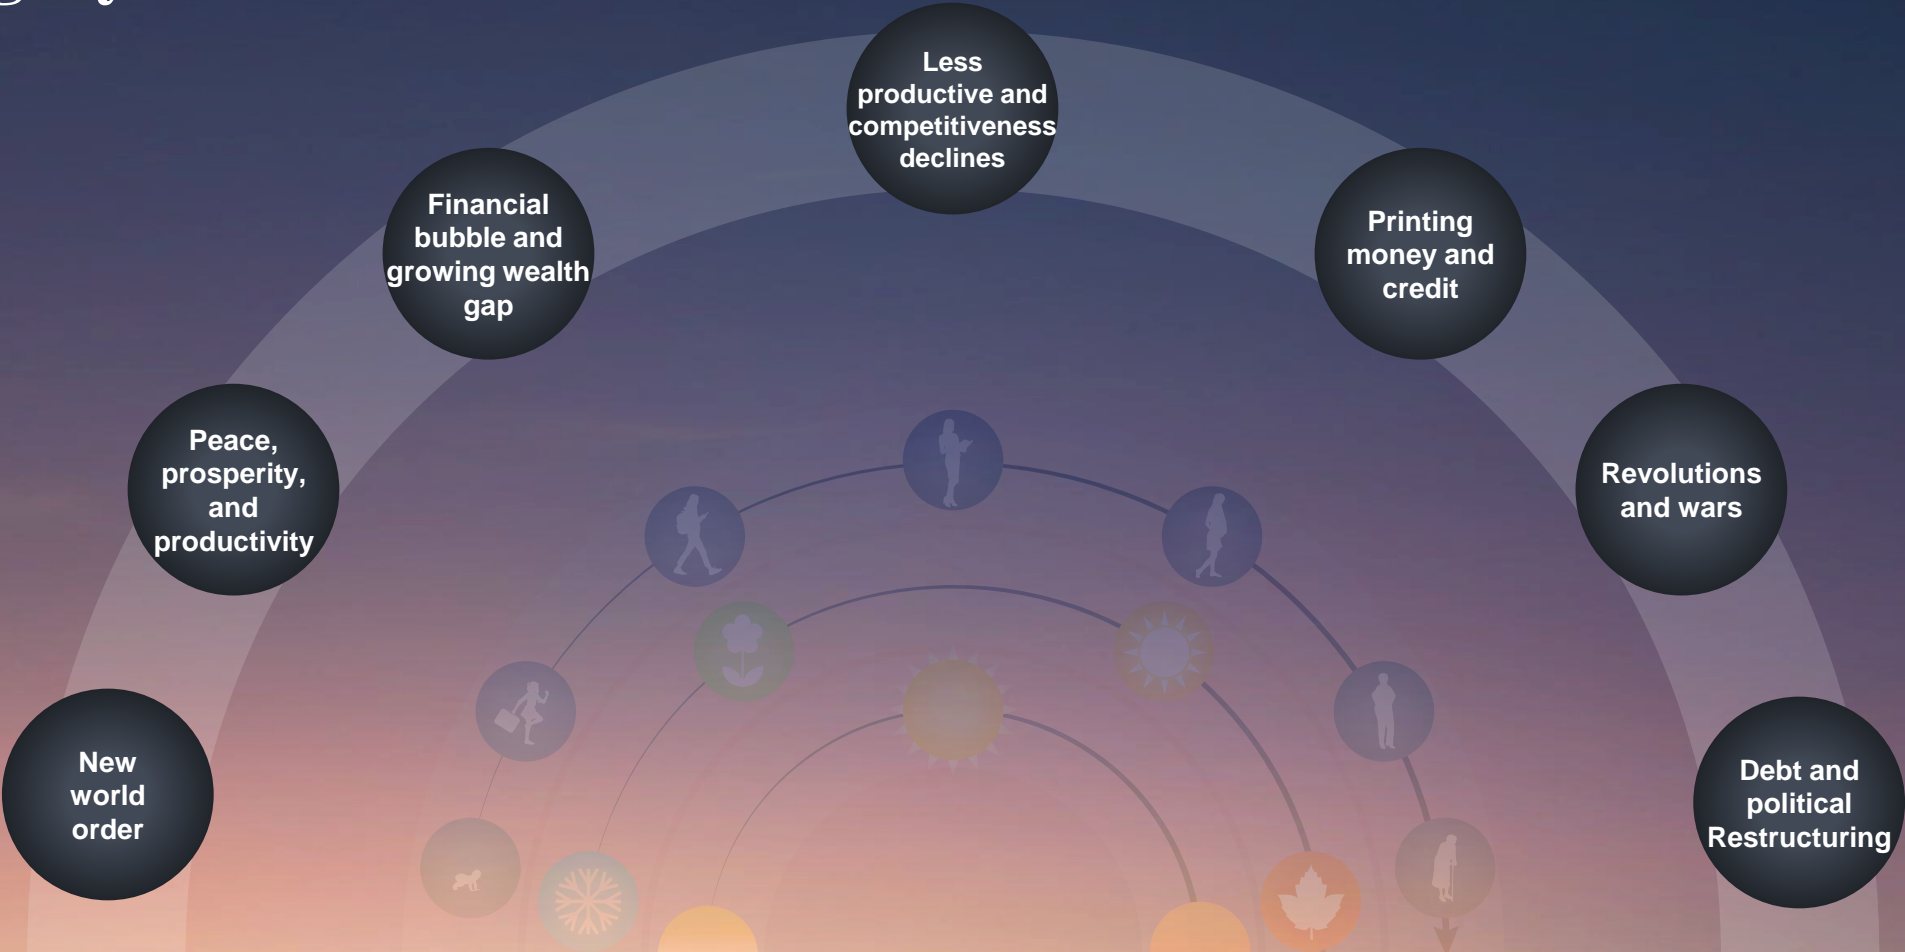 New
world
order
Peace,
prosperity,
and
productivity
Financial
bubble and
growing wealth
gap
Less
productive and
competitiveness
declines
Printing
money and
credit
Revolutions
and wars
Debt and
political
Restructuring